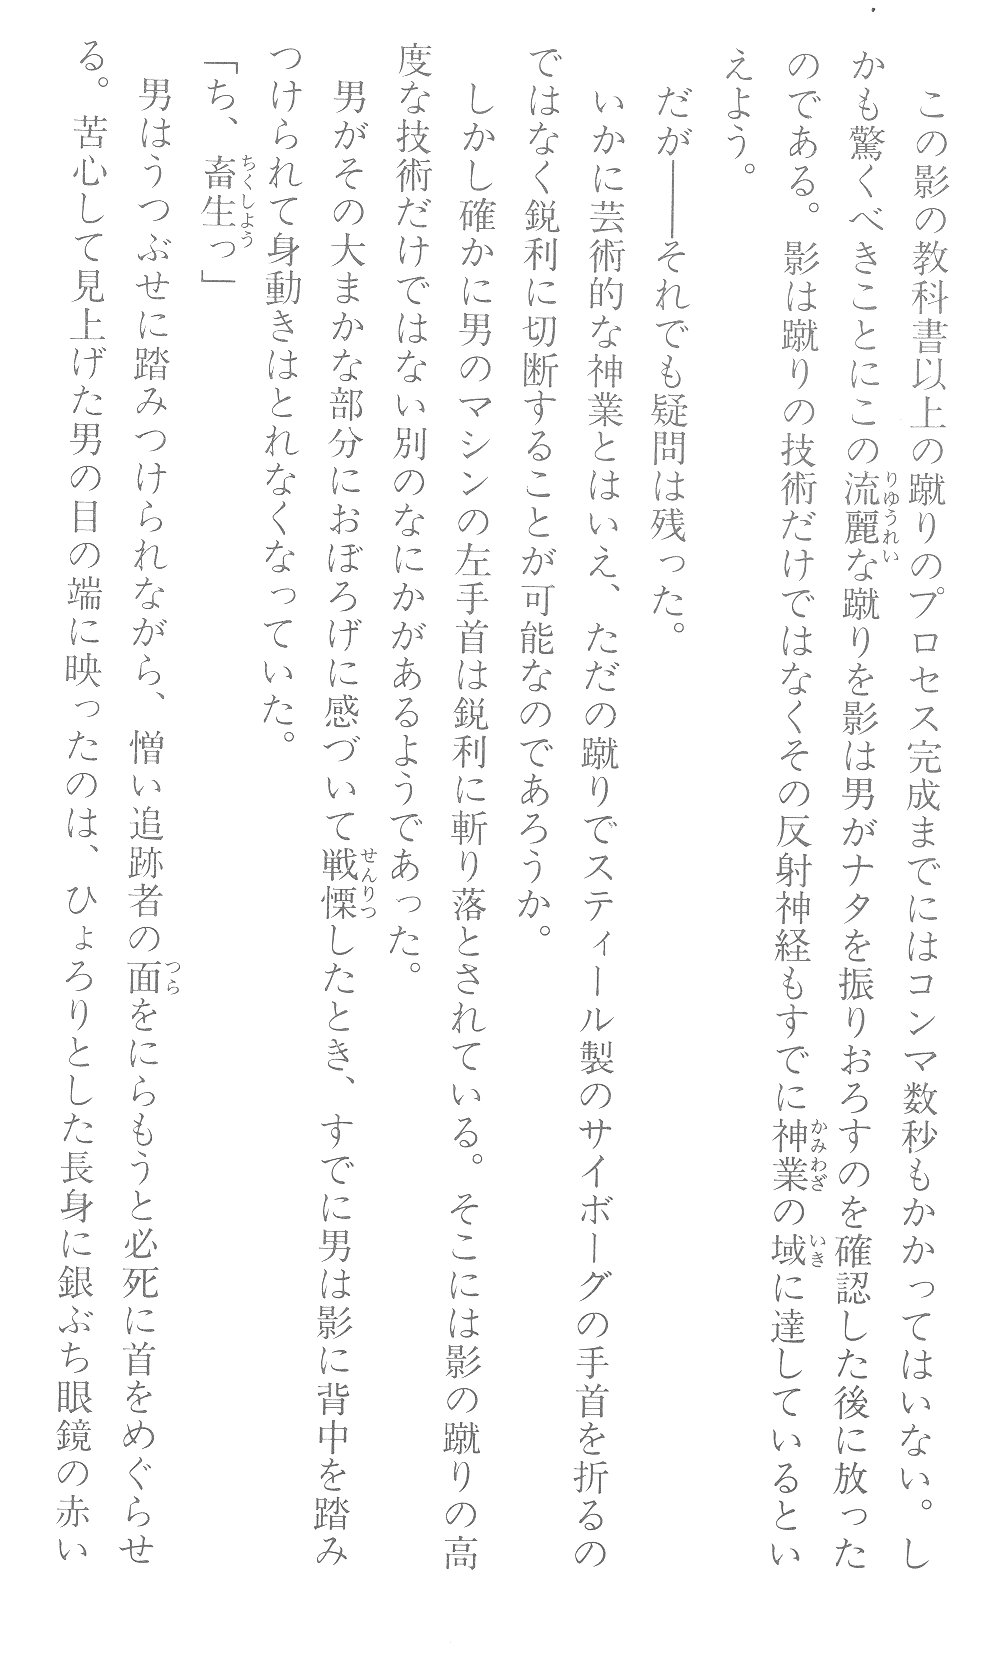 この影の教科書以上の蹴りのプロセス完成までにはコンマ数秒もかかってはいない。し
かも驚くべきことにこの流麗な蹴りを影は男がナタを振りおろすのを確認した後に放った
のである。影は蹴りの技術だけではなくその反射神経もすでに神業の域に達しているとい
えよう。
　だが――それでも疑問は残った。
　いかに芸術的な神業とはいえ、ただの蹴りでスティール製のサイボーグの手首を折るの
ではなく鋭利に切断することが可能なのであろうか。
　しかし確かに男のマシンの左手首は鋭利に斬り落とされている。そこには影の蹴りの高
度な技術だけではない別のなにかがあるようであった。
　男がその大まかな部分におぼろげに感づいて戦慄したとき、すでに男は影に背中を踏み
つけられて身動きはとれなくなっていた。
「ち、畜生っ」
　男はうつぶせに踏みつけられながら、憎い追跡者の面をにらもうと必死に首をめぐらせ
る。苦心して見上げた男の目の端に映ったのは、ひょろりとした長身に銀ぶち眼鏡の赤い